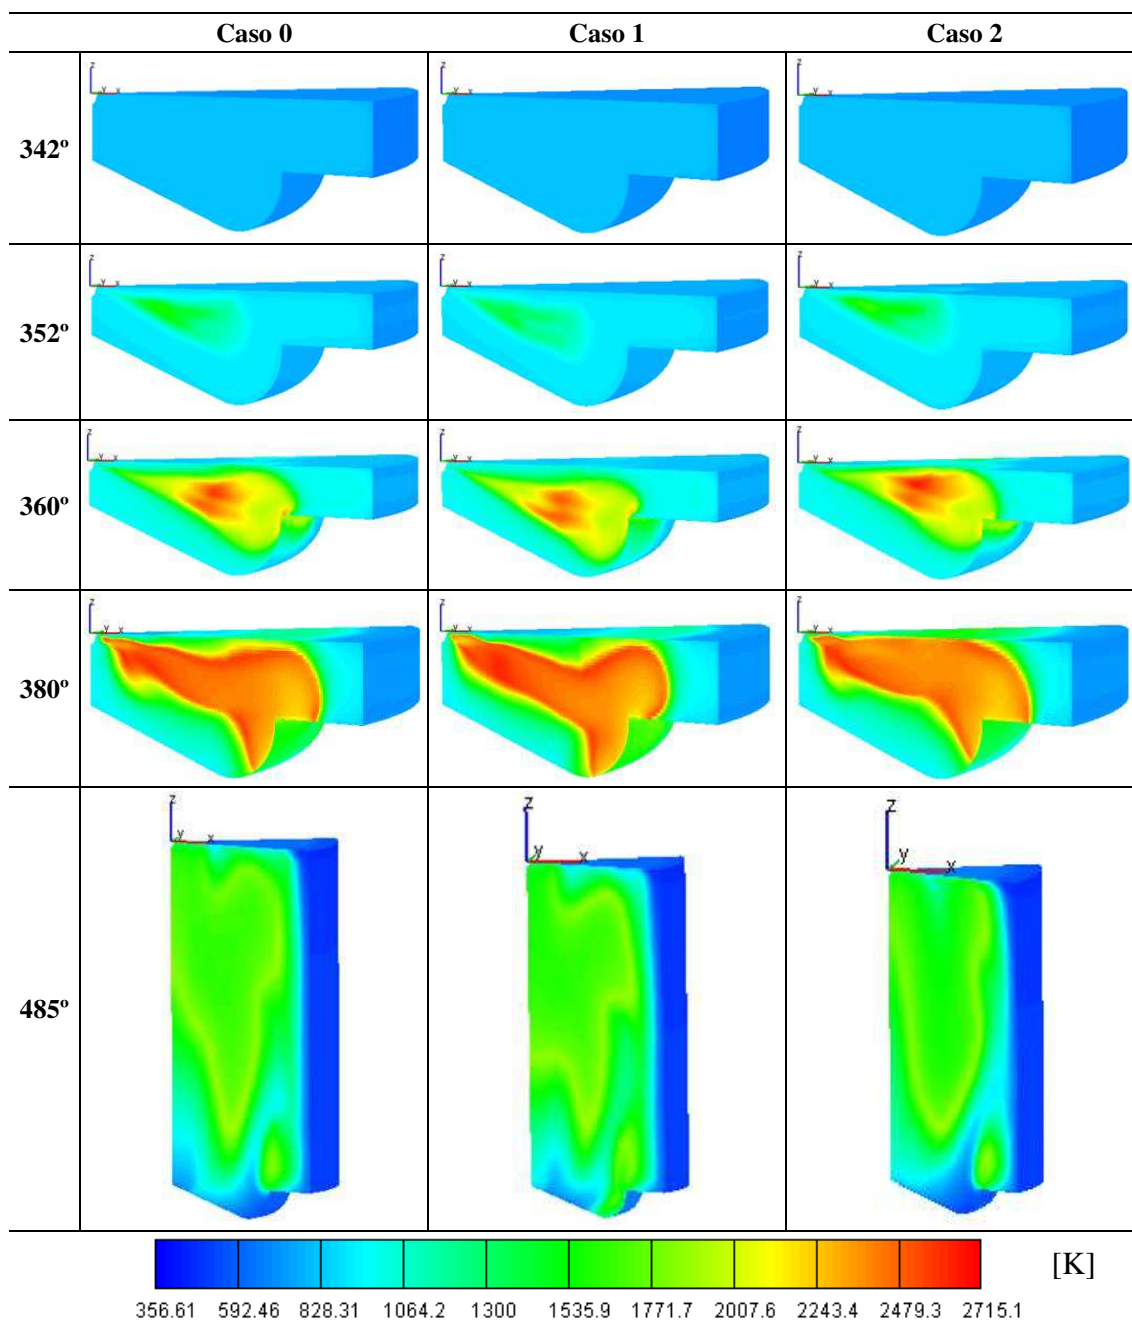 Caso 0 Caso 1 Caso 2
z y x z y x z y x
342º
z y x z y x z y x
352º
z y x z y x z y x
360º
z y x z y x z y x
380º
z y x z y x z y x
485º
[K]
356.61 592.46 828.31 1064.2 1300 1535.9 1771.7 2007.6 2243.4 2479.3 2715.1